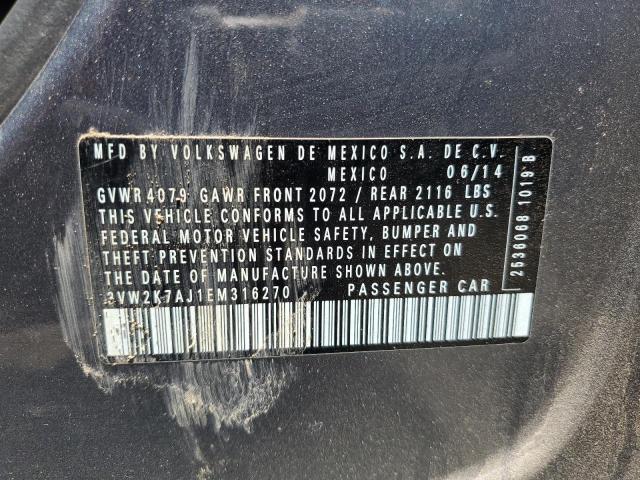 MFD BY VOLKSWAGEN DE MEXICO S.A. DE C.V.
MEXICO 06/14
GVWR 4079 GAWR FRONT 2072 / REAR 2116 LBS
THIS VEHICLE CONFORMS TO ALL APPLICABLE U.S.
FEDERAL MOTOR VEHICLE SAFETY, BUMPER AND
THEFT PREVENTION STANDARDS IN EFFECT ON
THE DATE OF MANUFACTURE SHOWN ABOVE
3VW2K7AJ1EM316270 PASSENGER CAR
2636068 1019 B